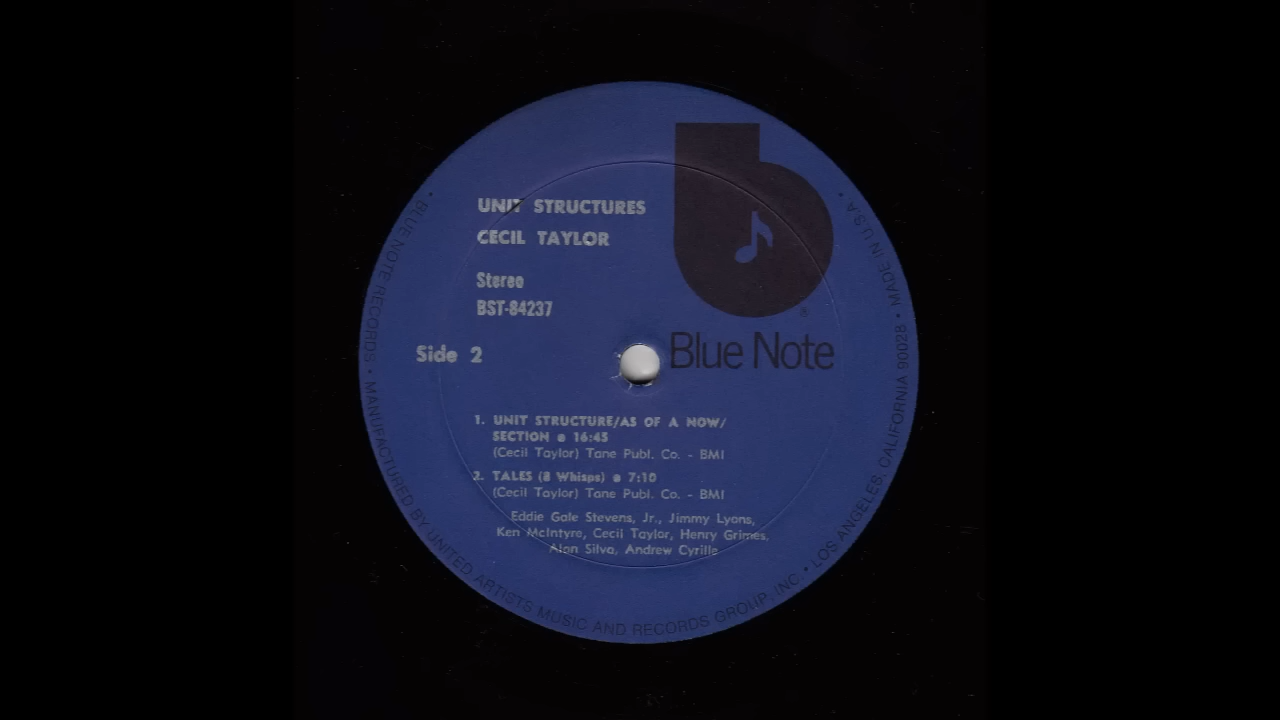 UNIT STRUCTURES
CECIL TAYLOR
Stereo
BST-84237
Side 2
Blue Note
®
1. UNIT STRUCTURE/AS OF A NOW/
SECTION @ 16:45
(Cecil Taylor) Tane Publ. Co. - BMI
2. TALES (8 Whisps) @ 7:10
(Cecil Taylor) Tane Publ. Co. - BMI
Eddie Gale Stevens, Jr., Jimmy Lyons,
Ken McIntyre, Cecil Taylor, Henry Grimes,
Alan Silva, Andrew Cyrille
• BLUE NOTE RECORDS • MANUFACTURED BY UNITED ARTISTS MUSIC AND RECORDS GROUP, INC. • LOS ANGELES, CALIFORNIA 90028 • MADE IN U.S.A •